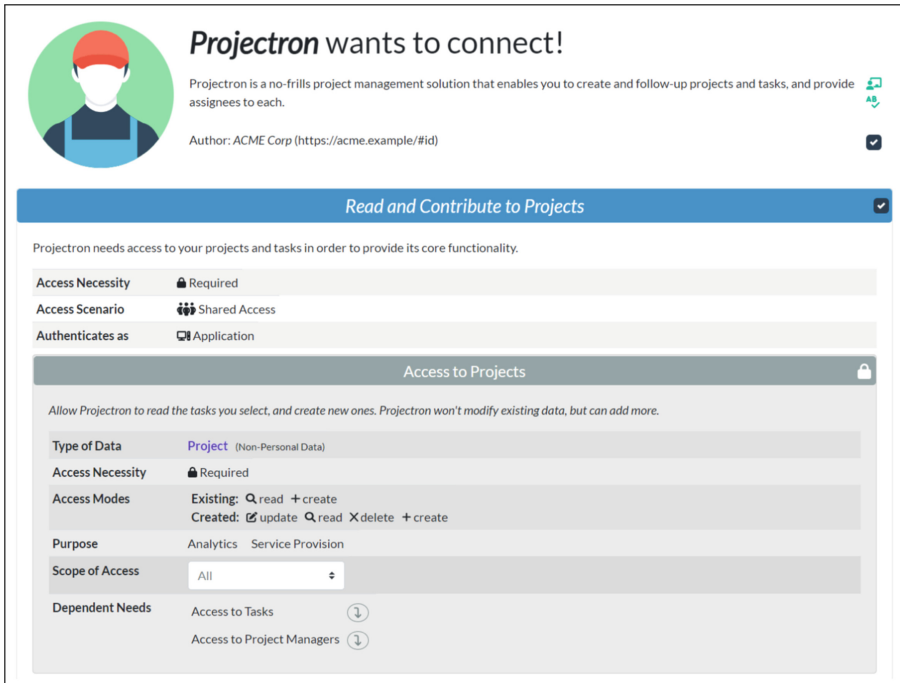 Projectron wants to connect!
Projectron is a no-frills project management solution that enables you to create and follow-up projects and tasks, and provide
assignees to each.
AB
Author: ACME Corp (https://acme.example/#id)
Read and Contribute to Projects
Projectron needs access to your projects and tasks in order to provide its core functionality.
Access Necessity Required
Access Scenario Shared Access
Authenticates as Application
Access to Projects
Allow Projectron to read the tasks you select, and create new ones. Projectron won't modify existing data, but can add more.
Type of Data Project (Non-Personal Data)
Access Necessity Required
Access Modes Existing: read + create
Created: update read delete + create
Purpose Analytics Service Provision
Scope of Access All
Dependent Needs Access to Tasks
Access to Project Managers